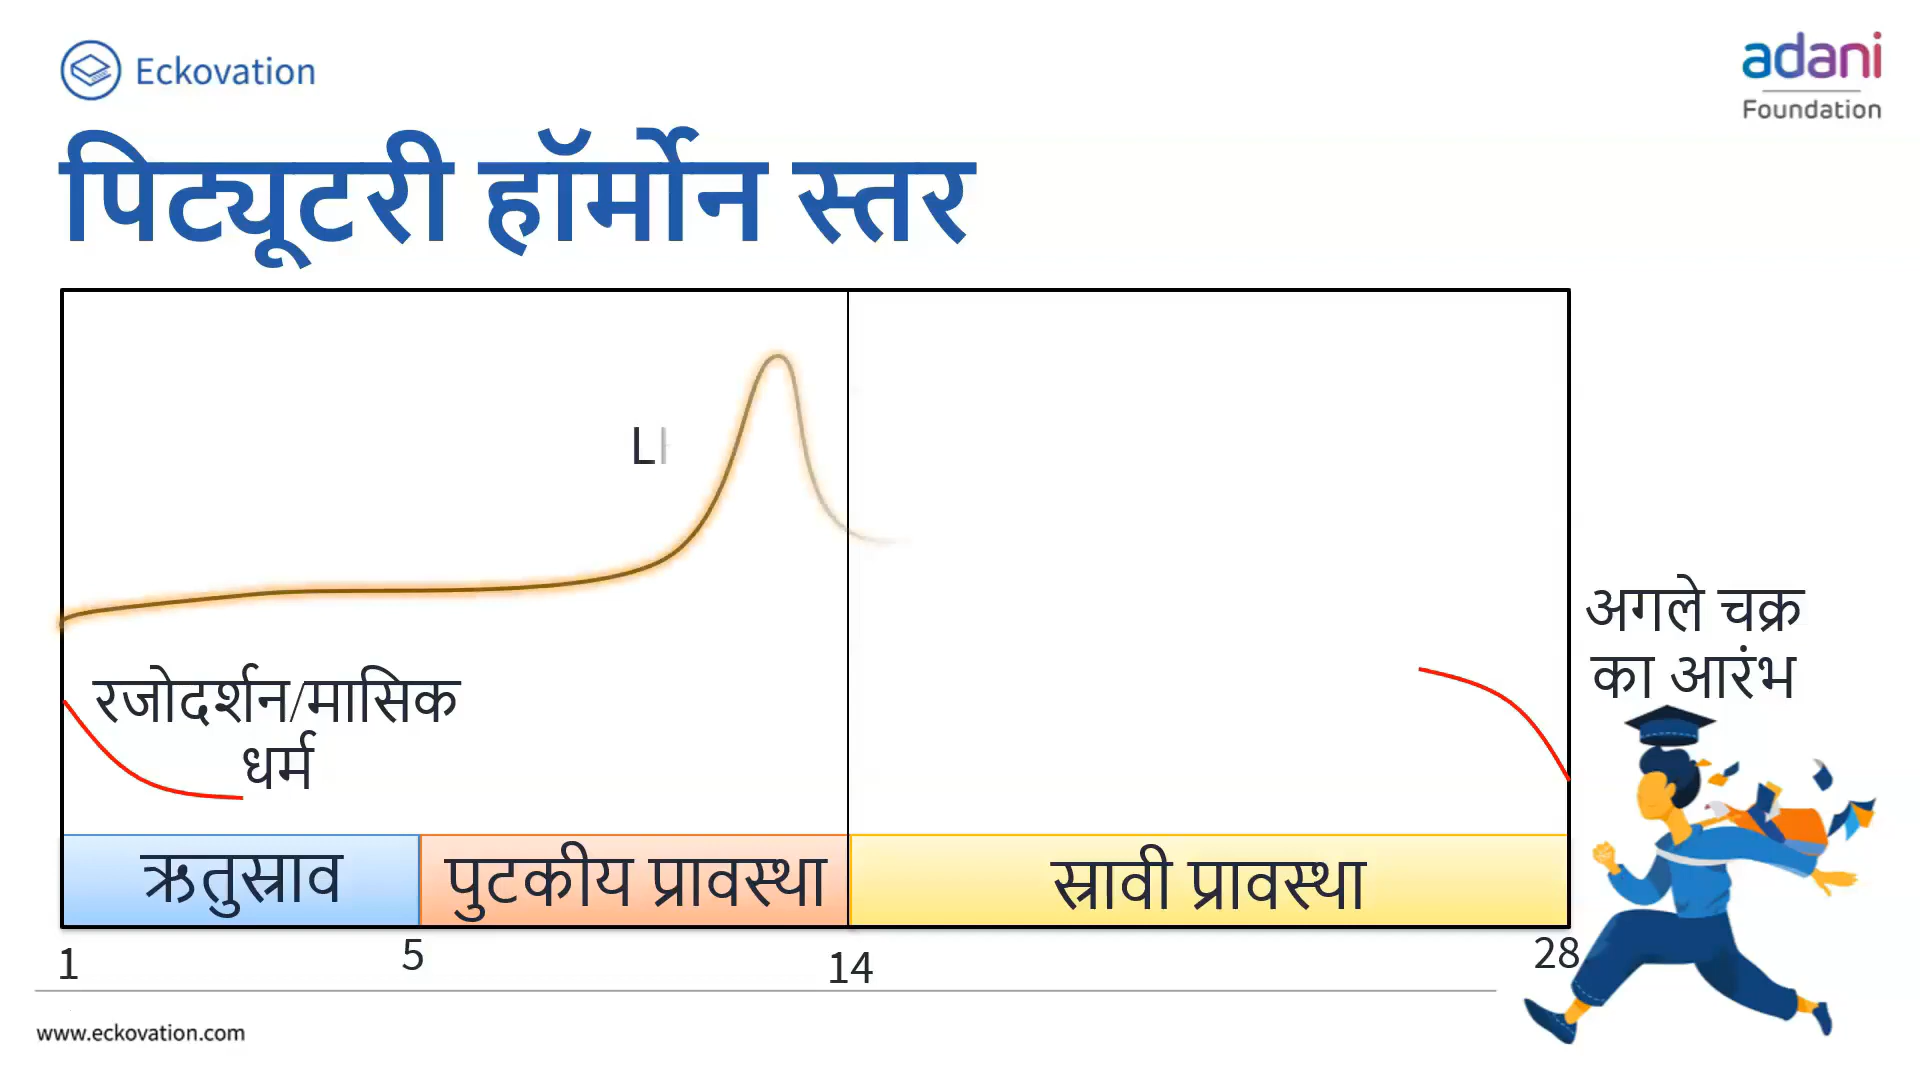 Eckovation
adani
Foundation
पिट्यूटरी हॉर्मोन स्तर
रजोदर्शन/मासिक
धर्म
अगले चक्र
का आरंभ
ऋतुस्राव
पुटकीय प्रावस्था
स्रावी प्रावस्था
1
5
14
28
www.eckovation.com